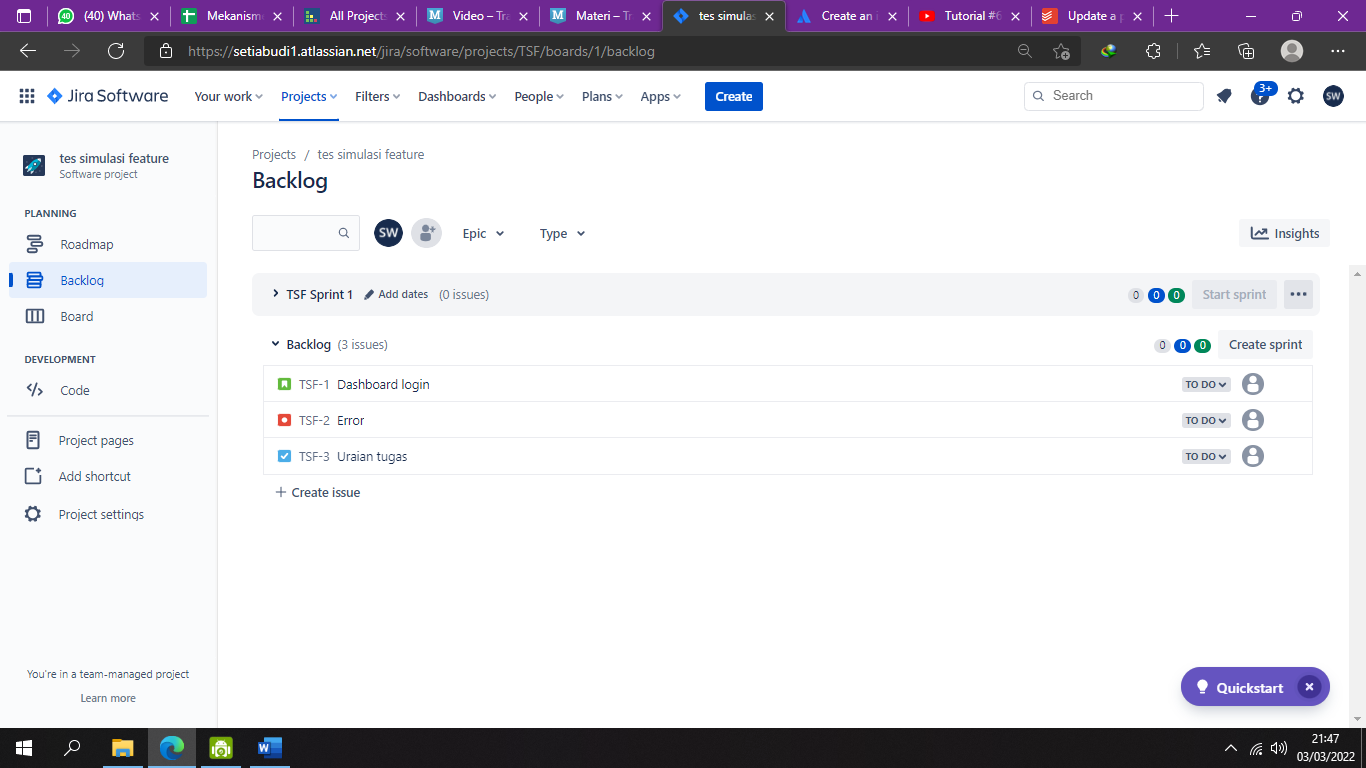 (40) Whats
Mekanism
All Project
Video – Tra
Materi – Tr
tes simulas
Create an i
Tutorial #6
Update a p
https://setiabudi1.atlassian.net/jira/software/projects/TSF/boards/1/backlog
Jira Software
Your work
Projects
Filters
Dashboards
People
Plans
Apps
Create
Search
3+
SW
tes simulasi feature
Software project
PLANNING
Roadmap
Backlog
Board
DEVELOPMENT
Code
Project pages
Add shortcut
Project settings
You're in a team-managed project
Learn more
Projects / tes simulasi feature
Backlog
SW
Epic
Type
Insights
TSF Sprint 1 Add dates (0 issues) 0 0 0 Start sprint
Backlog (3 issues) 0 0 0 Create sprint
TSF-1 Dashboard login TO DO
TSF-2 Error TO DO
TSF-3 Uraian tugas TO DO
+ Create issue
Quickstart
21:47
03/03/2022